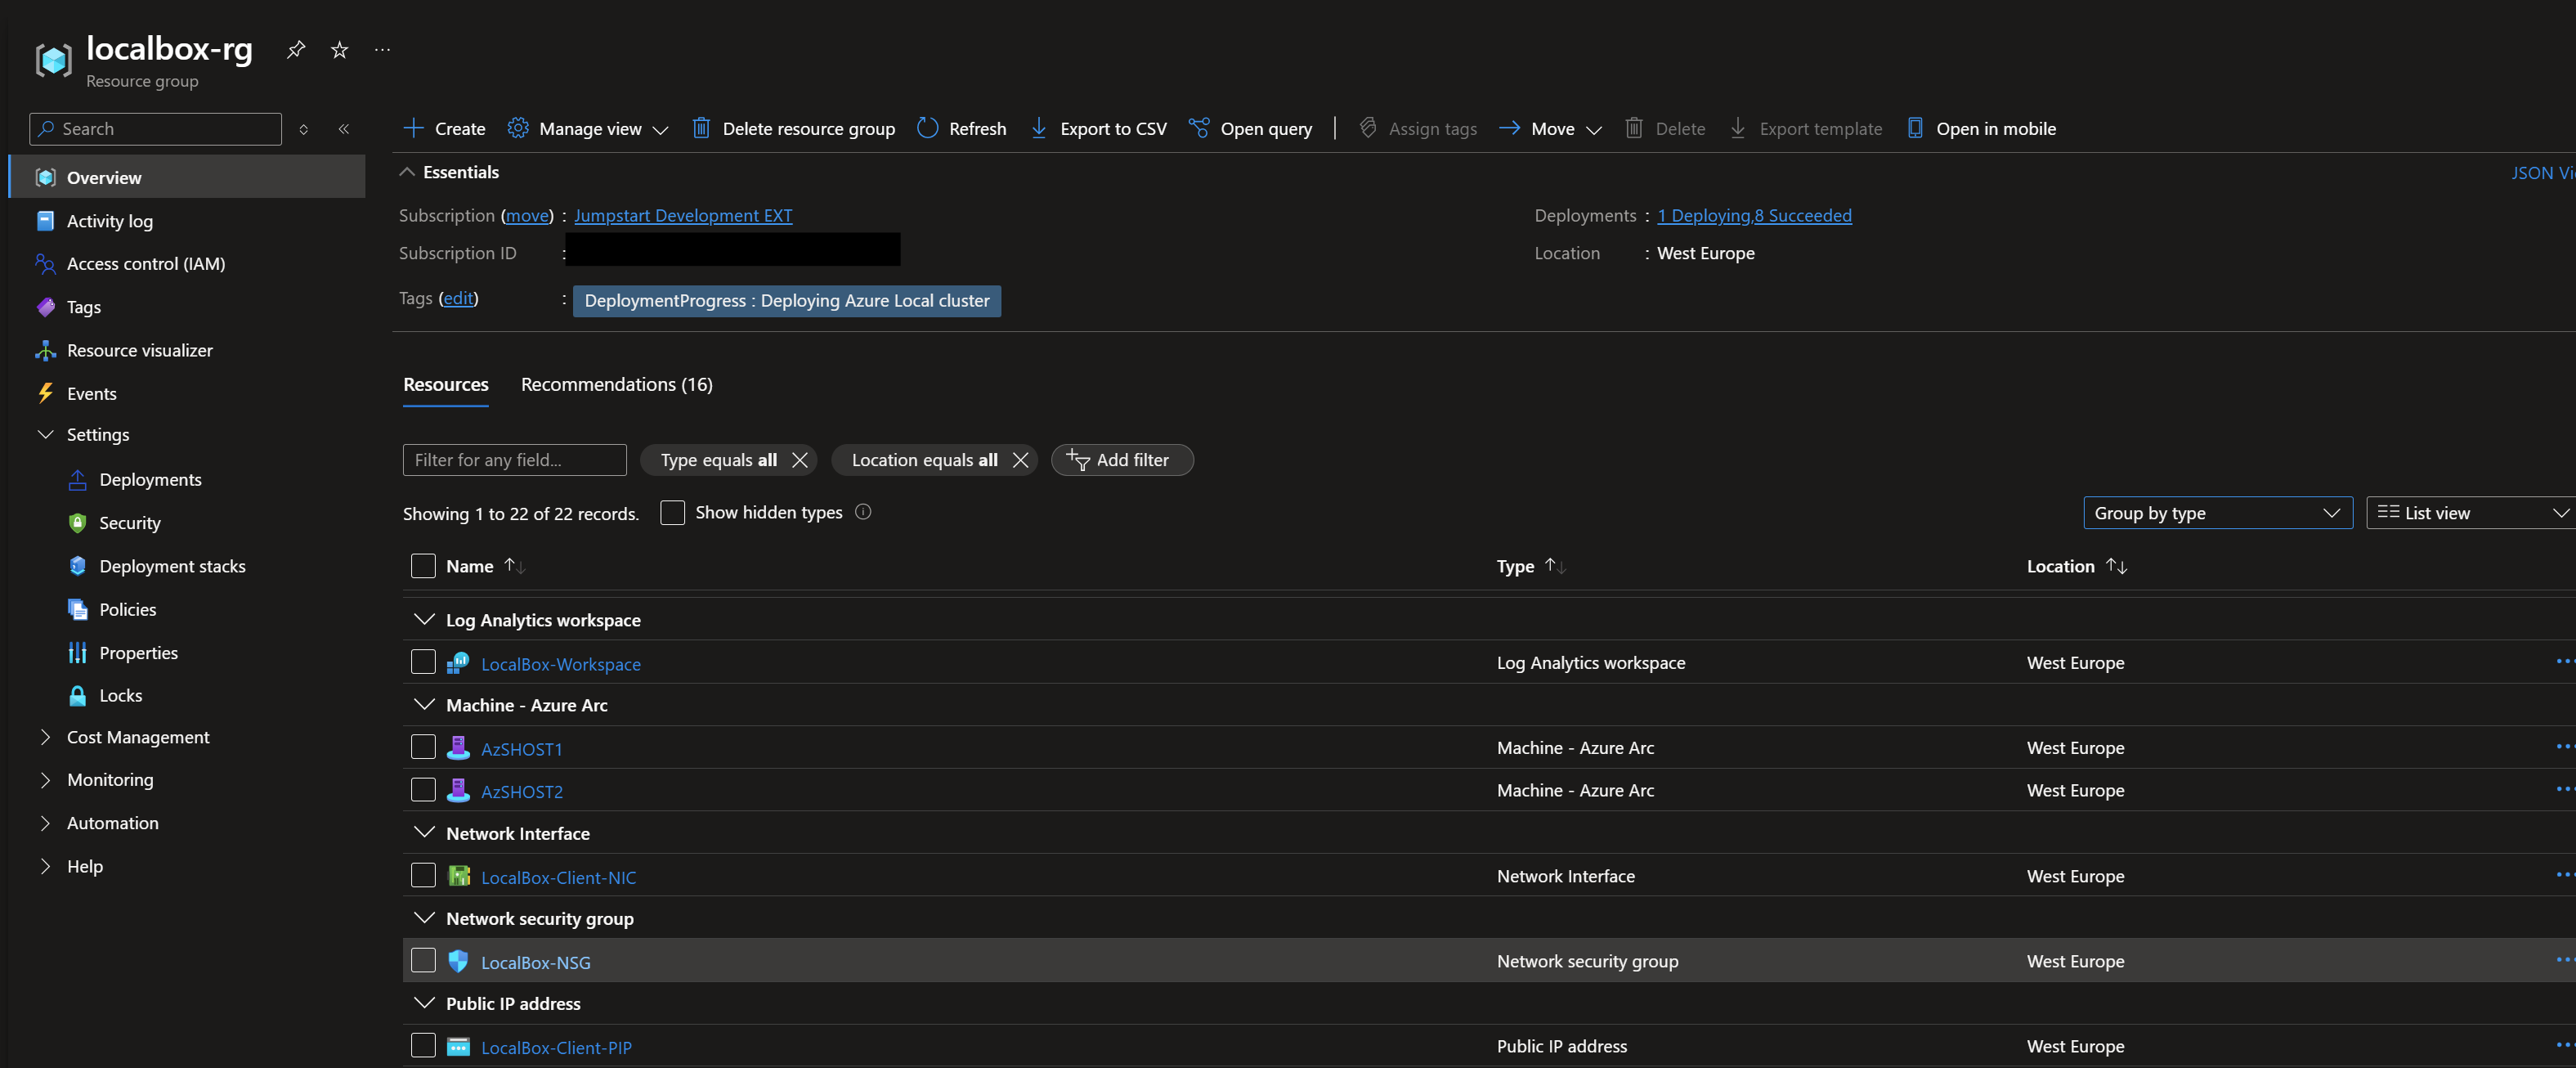 localbox-rg
Resource group
Search
Overview
Activity log
Access control (IAM)
Tags
Resource visualizer
Events
Settings
Deployments
Security
Deployment stacks
Policies
Properties
Locks
Cost Management
Monitoring
Automation
Help
Create Manage view Delete resource group Refresh Export to CSV Open query Assign tags Move Delete Export template Open in mobile
Essentials
JSON Vi
Subscription (move) : Jumpstart Development EXT
Deployments : 1 Deploying,8 Succeeded
Subscription ID :
Location : West Europe
Tags (edit) : DeploymentProgress : Deploying Azure Local cluster
Resources Recommendations (16)
Filter for any field... Type equals all Location equals all Add filter
Showing 1 to 22 of 22 records. Show hidden types
Group by type List view
Name Type Location
Log Analytics workspace
LocalBox-Workspace Log Analytics workspace West Europe
Machine - Azure Arc
AzSHOST1 Machine - Azure Arc West Europe
AzSHOST2 Machine - Azure Arc West Europe
Network Interface
LocalBox-Client-NIC Network Interface West Europe
Network security group
LocalBox-NSG Network security group West Europe
Public IP address
LocalBox-Client-PIP Public IP address West Europe